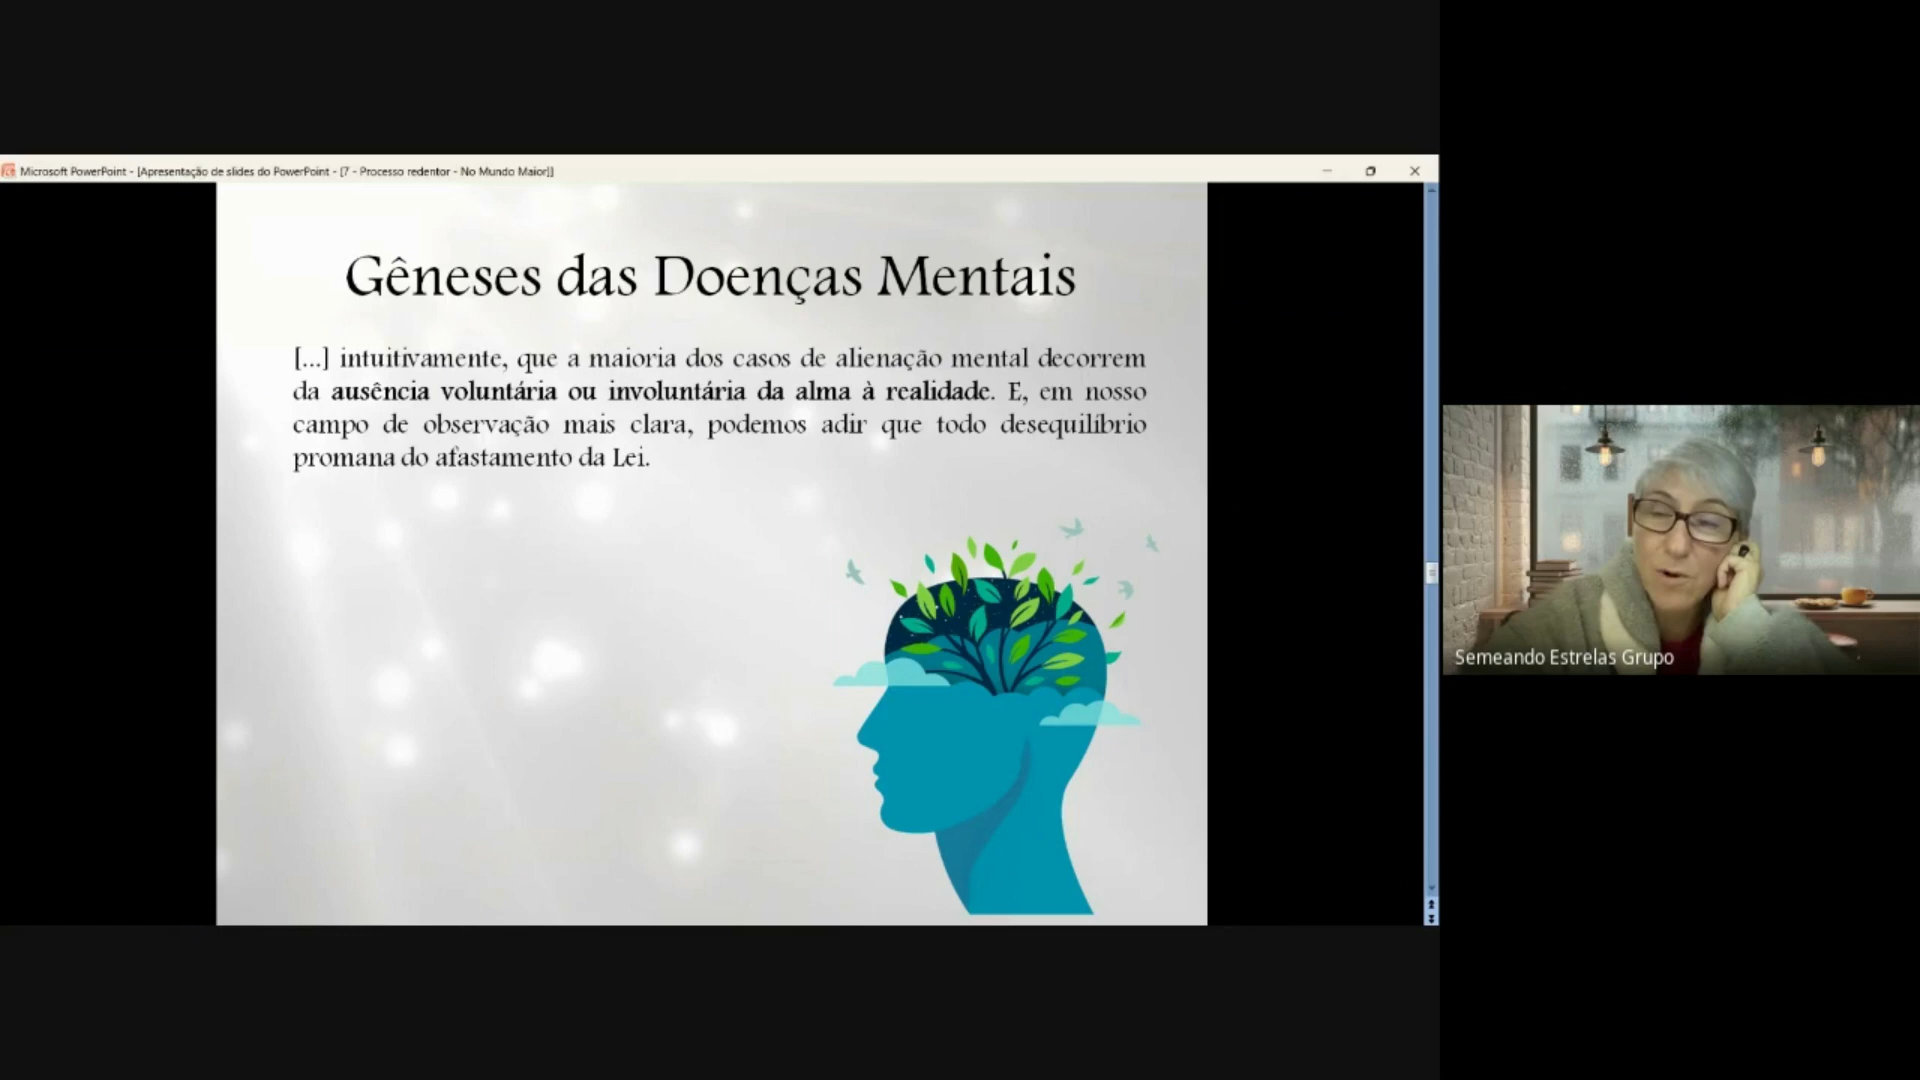 Microsoft PowerPoint - [Apresentação de slides do PowerPoint - [7 - Processo redentor - No Mundo Maior]]
Gêneses das Doenças Mentais
[...] intuitivamente, que a maioria dos casos de alienação mental decorrem
da ausência voluntária ou involuntária da alma à realidade. E, em nosso
campo de observação mais clara, podemos adir que todo desequilíbrio
promana do afastamento da Lei.
Semeando Estrelas Grupo